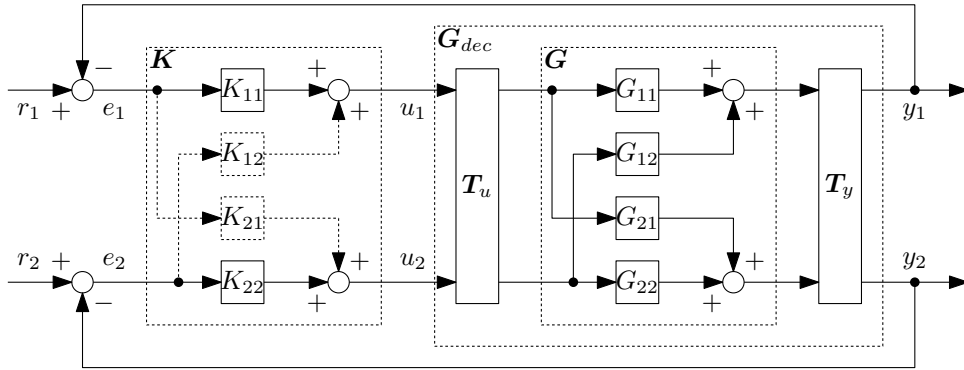 G_dec
K
G
− + + +
K_11 G_11
r_1 + e_1 + u_1 + y_1
K_12 G_12
T_u T_y
K_21 G_21
r_2 + e_2 + u_2 + y_2
K_22 G_22
− + +